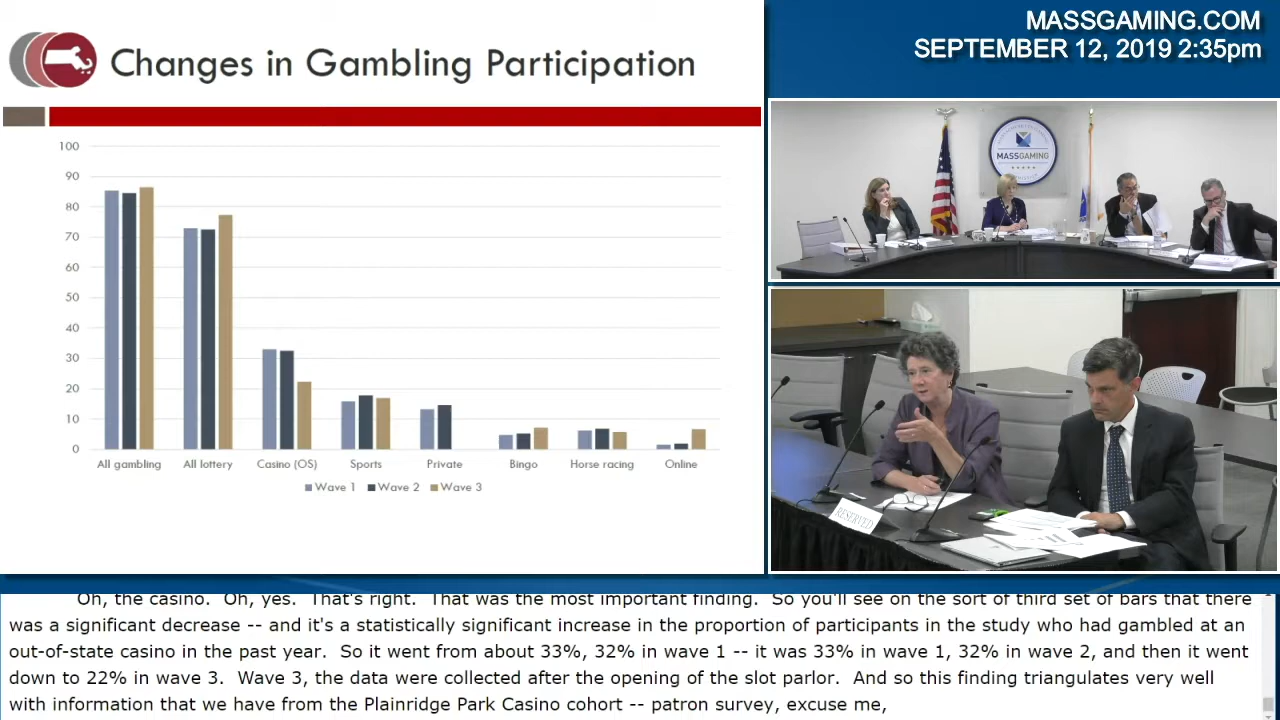 Changes in Gambling Participation
100
90
80
70
60
50
40
30
20
10
0
All gambling All lottery Casino (OS) Sports Private Bingo Horse racing Online
Wave 1 Wave 2 Wave 3
MASSGAMING.COM
SEPTEMBER 12, 2019 2:35pm
MASSGAMING
RESERVED
Oh, the casino. Oh, yes. That's right. That was the most important finding. So you'll see on the sort of third set of bars that there
was a significant decrease -- and it's a statistically significant increase in the proportion of participants in the study who had gambled at an
out-of-state casino in the past year. So it went from about 33%, 32% in wave 1 -- it was 33% in wave 1, 32% in wave 2, and then it went
down to 22% in wave 3. Wave 3, the data were collected after the opening of the slot parlor. And so this finding triangulates very well
with information that we have from the Plainridge Park Casino cohort -- patron survey, excuse me,